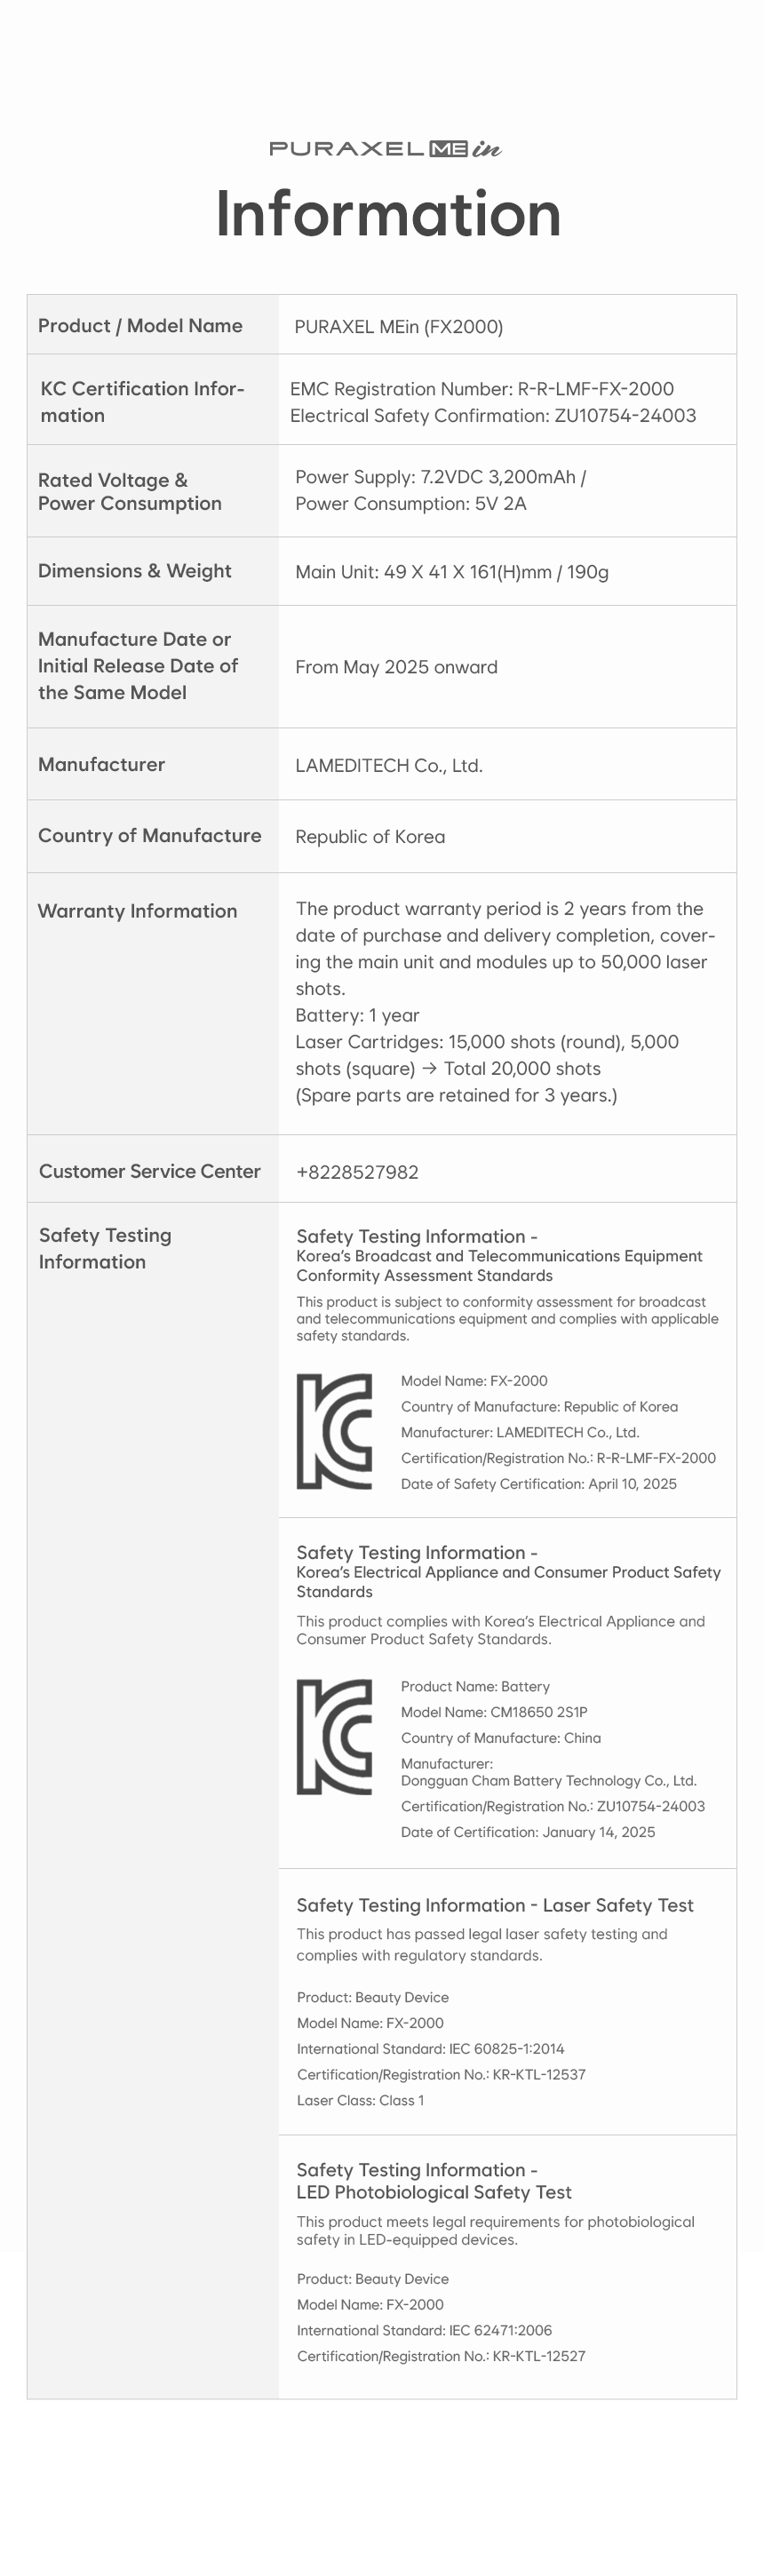 PURAXEL ME in
Information
Product / Model Name
PURAXEL MEin (FX2000)
KC Certification Infor-
mation
EMC Registration Number: R-R-LMF-FX-2000
Electrical Safety Confirmation: ZU10754-24003
Rated Voltage &
Power Consumption
Power Supply: 7.2VDC 3,200mAh /
Power Consumption: 5V 2A
Dimensions & Weight
Main Unit: 49 X 41 X 161(H)mm / 190g
Manufacture Date or
Initial Release Date of
the Same Model
From May 2025 onward
Manufacturer
LAMEDITECH Co., Ltd.
Country of Manufacture
Republic of Korea
Warranty Information
The product warranty period is 2 years from the
date of purchase and delivery completion, cover-
ing the main unit and modules up to 50,000 laser
shots.
Battery: 1 year
Laser Cartridges: 15,000 shots (round), 5,000
shots (square) → Total 20,000 shots
(Spare parts are retained for 3 years.)
Customer Service Center
+8228527982
Safety Testing
Information
Safety Testing Information -
Korea’s Broadcast and Telecommunications Equipment
Conformity Assessment Standards
This product is subject to conformity assessment for broadcast
and telecommunications equipment and complies with applicable
safety standards.
KC
Model Name: FX-2000
Country of Manufacture: Republic of Korea
Manufacturer: LAMEDITECH Co., Ltd.
Certification/Registration No.: R-R-LMF-FX-2000
Date of Safety Certification: April 10, 2025
Safety Testing Information -
Korea’s Electrical Appliance and Consumer Product Safety
Standards
This product complies with Korea’s Electrical Appliance and
Consumer Product Safety Standards.
KC
Product Name: Battery
Model Name: CM18650 2S1P
Country of Manufacture: China
Manufacturer:
Dongguan Cham Battery Technology Co., Ltd.
Certification/Registration No.: ZU10754-24003
Date of Certification: January 14, 2025
Safety Testing Information - Laser Safety Test
This product has passed legal laser safety testing and
complies with regulatory standards.
Product: Beauty Device
Model Name: FX-2000
International Standard: IEC 60825-1:2014
Certification/Registration No.: KR-KTL-12537
Laser Class: Class 1
Safety Testing Information -
LED Photobiological Safety Test
This product meets legal requirements for photobiological
safety in LED-equipped devices.
Product: Beauty Device
Model Name: FX-2000
International Standard: IEC 62471:2006
Certification/Registration No.: KR-KTL-12527